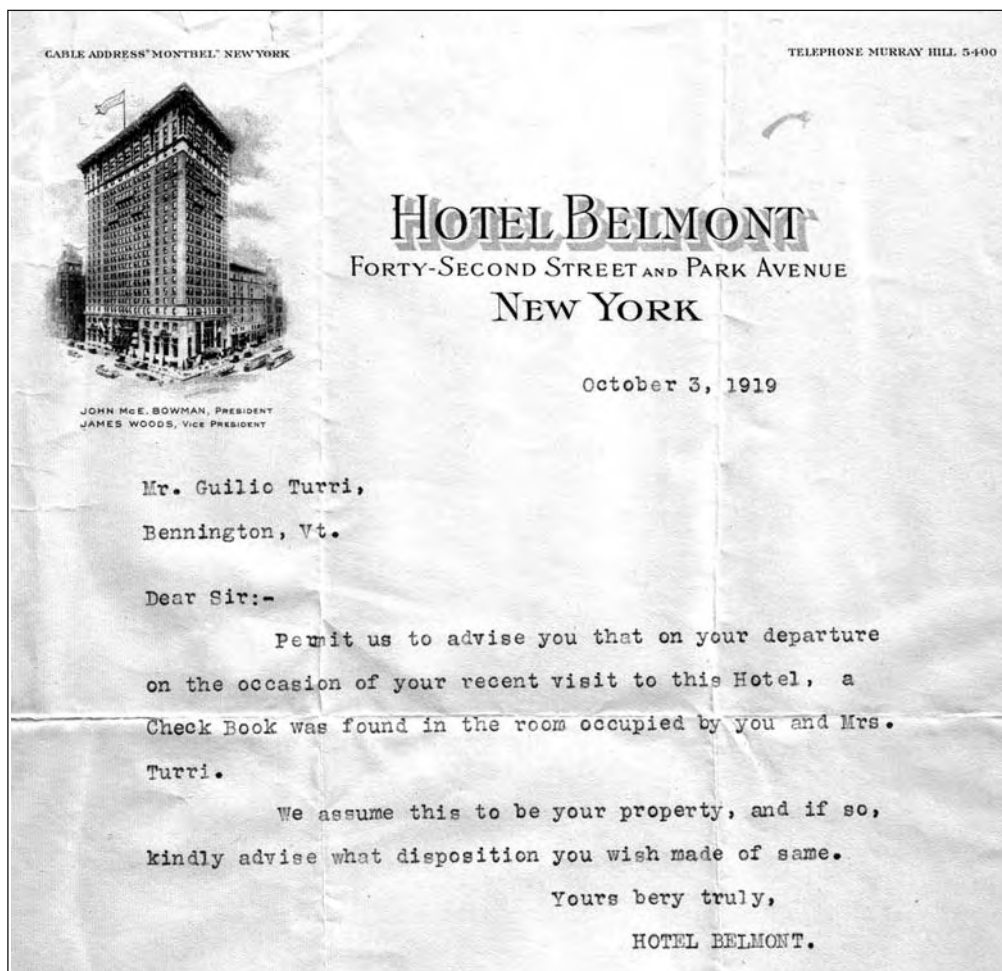 CABLE ADDRESS "MONTBEL" NEW YORK
TELEPHONE MURRAY HILL 5400
HOTEL BELMONT
FORTY-SECOND STREET AND PARK AVENUE
NEW YORK
October 3, 1919
JOHN McE. BOWMAN, PRESIDENT
JAMES WOODS, VICE PRESIDENT
Mr. Guilio Turri,
Bennington, Vt.
Dear Sir:-
Permit us to advise you that on your departure
on the occasion of your recent visit to this Hotel, a
Check Book was found in the room occupied by you and Mrs.
Turri.
We assume this to be your property, and if so,
kindly advise what disposition you wish made of same.
Yours bery truly,
HOTEL BELMONT.